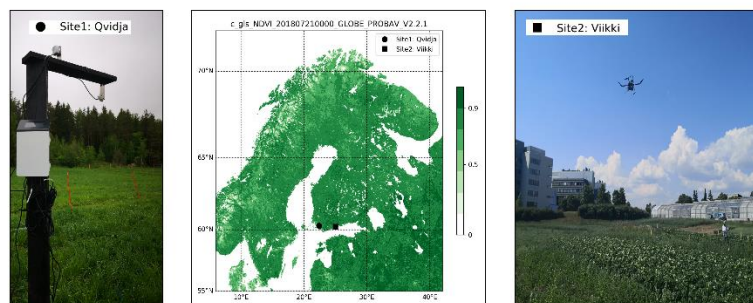 Site1: Qvidja
c_gls_NDVI_201807210000_GLOBE_PROBAV_V2.2.1
Site1: Qvidja
Site2: Viikki
70°N
65°N
60°N
55°N
10°E
20°E
30°E
40°E
0.9
0.5
0
Site2: Viikki